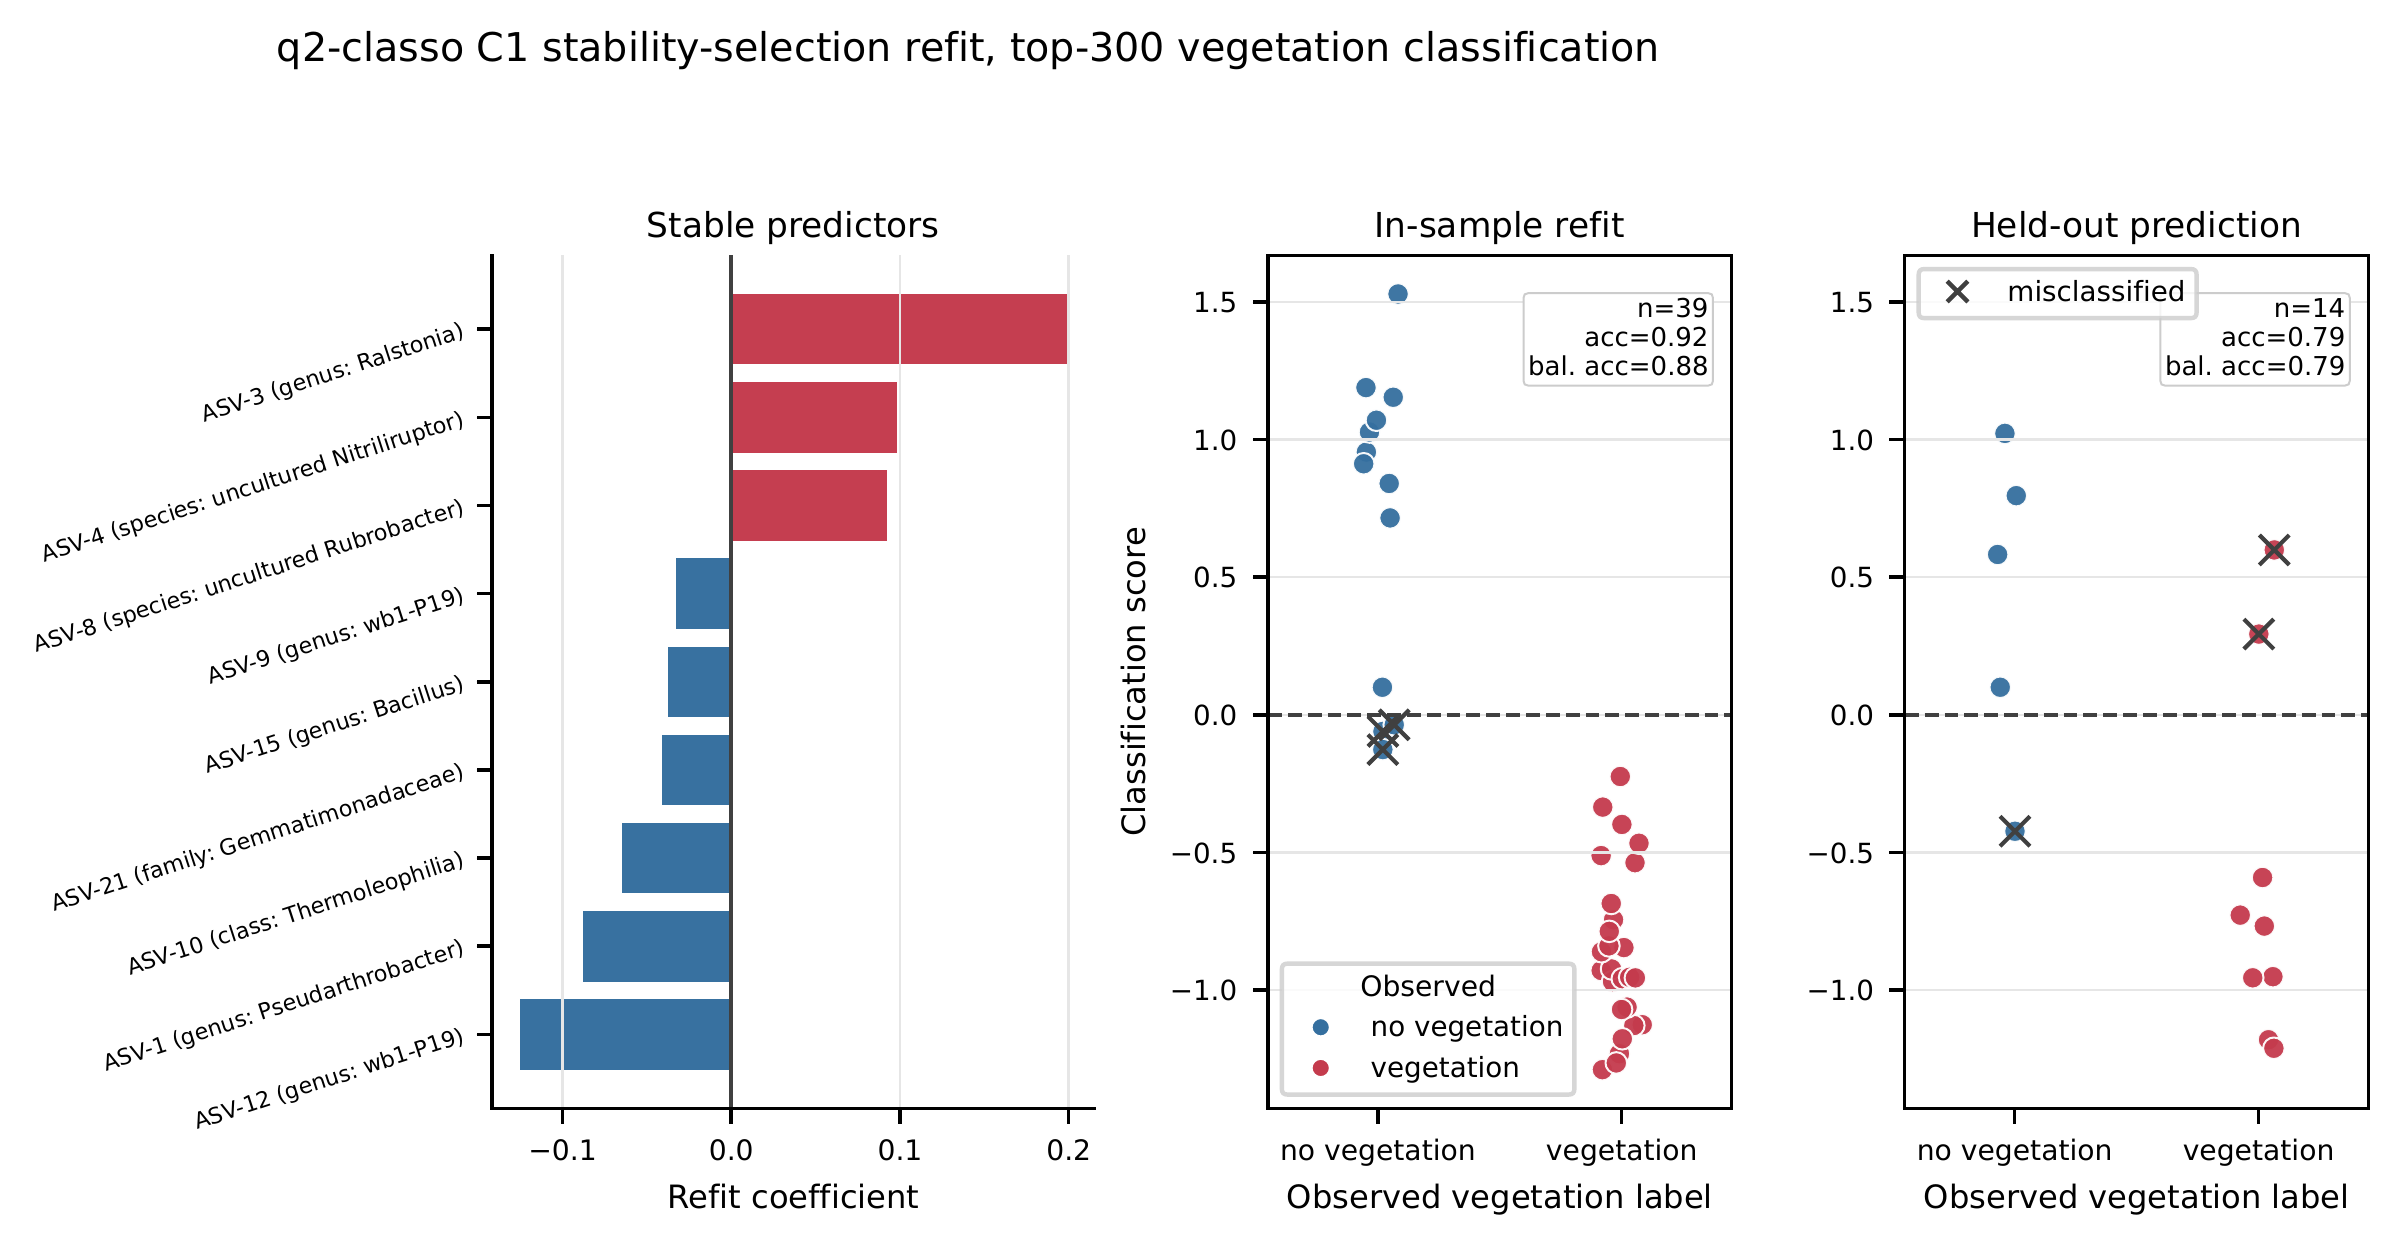 q2-classo C1 stability-selection refit, top-300 vegetation classification
Stable predictors
ASV-3 (genus: Ralstonia)
ASV-4 (species: uncultured Nitriliruptor)
ASV-8 (species: uncultured Rubrobacter)
ASV-9 (genus: wb1-P19)
ASV-15 (genus: Bacillus)
ASV-21 (family: Gemmatimonadaceae)
ASV-10 (class: Thermoleophilia)
ASV-1 (genus: Pseudarthrobacter)
ASV-12 (genus: wb1-P19)
−0.1 0.0 0.1 0.2
Refit coefficient
In-sample refit
Classification score
1.5
1.0
0.5
0.0
−0.5
−1.0
n=39
acc=0.92
bal. acc=0.88
Observed
no vegetation
vegetation
no vegetation vegetation
Observed vegetation label
Held-out prediction
1.5
1.0
0.5
0.0
−0.5
−1.0
misclassified
n=14
acc=0.79
bal. acc=0.79
no vegetation vegetation
Observed vegetation label